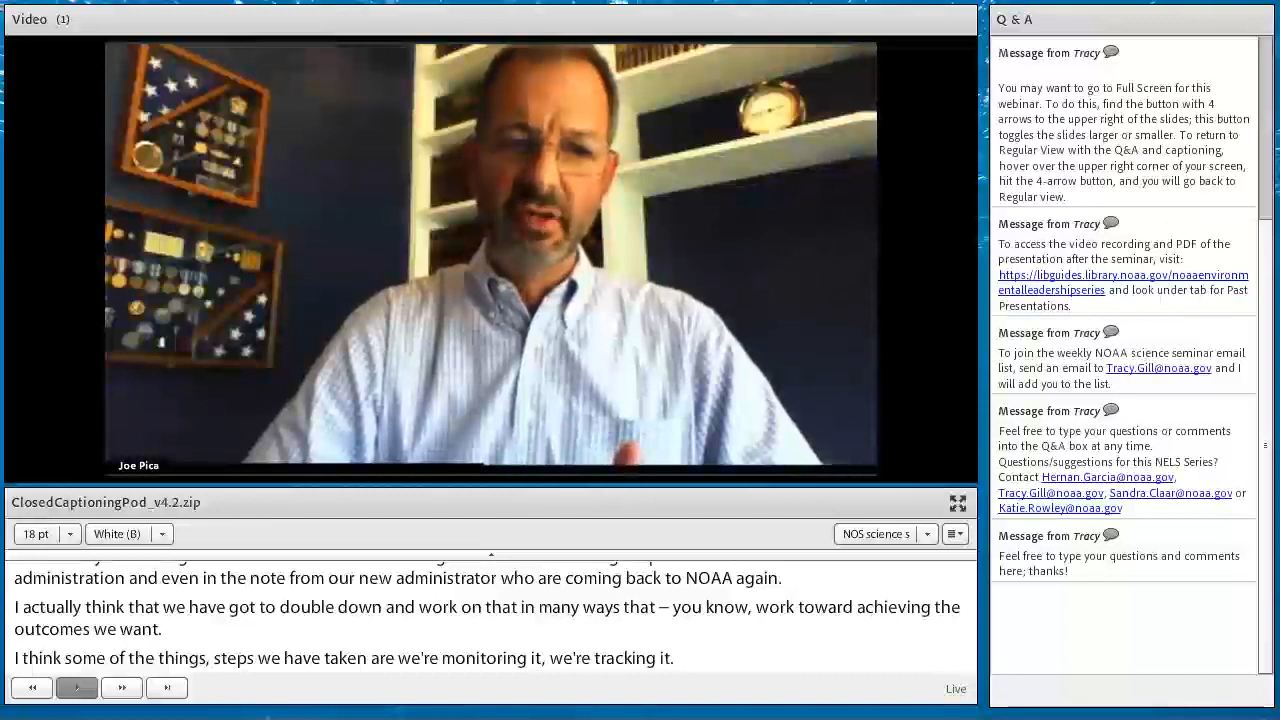 Video (1)
Joe Pica
ClosedCaptioningPod_v4.2.zip
18 pt
White (B)
NOS science s
administration and even in the note from our new administrator who are coming back to NOAA again.
I actually think that we have got to double down and work on that in many ways that – you know, work toward achieving the
outcomes we want.
I think some of the things, steps we have taken are we're monitoring it, we're tracking it.
Live
Q & A
Message from Tracy
You may want to go to Full Screen for this
webinar. To do this, find the button with 4
arrows to the upper right of the slides; this button
toggles the slides larger or smaller. To return to
Regular View with the Q&A and captioning,
hover over the upper right corner of your screen,
hit the 4-arrow button, and you will go back to
Regular view.
Message from Tracy
To access the video recording and PDF of the
presentation after the seminar, visit:
https://libguides.library.noaa.gov/noaaenvironm
entalleadershipseries and look under tab for Past
Presentations.
Message from Tracy
To join the weekly NOAA science seminar email
list, send an email to Tracy.Gill@noaa.gov and I
will add you to the list.
Message from Tracy
Feel free to type your questions or comments
into the Q&A box at any time.
Questions/suggestions for this NELS Series?
Contact Hernan.Garcia@noaa.gov,
Tracy.Gill@noaa.gov, Sandra.Claar@noaa.gov or
Katie.Rowley@noaa.gov
Message from Tracy
Feel free to type your questions and comments
here; thanks!